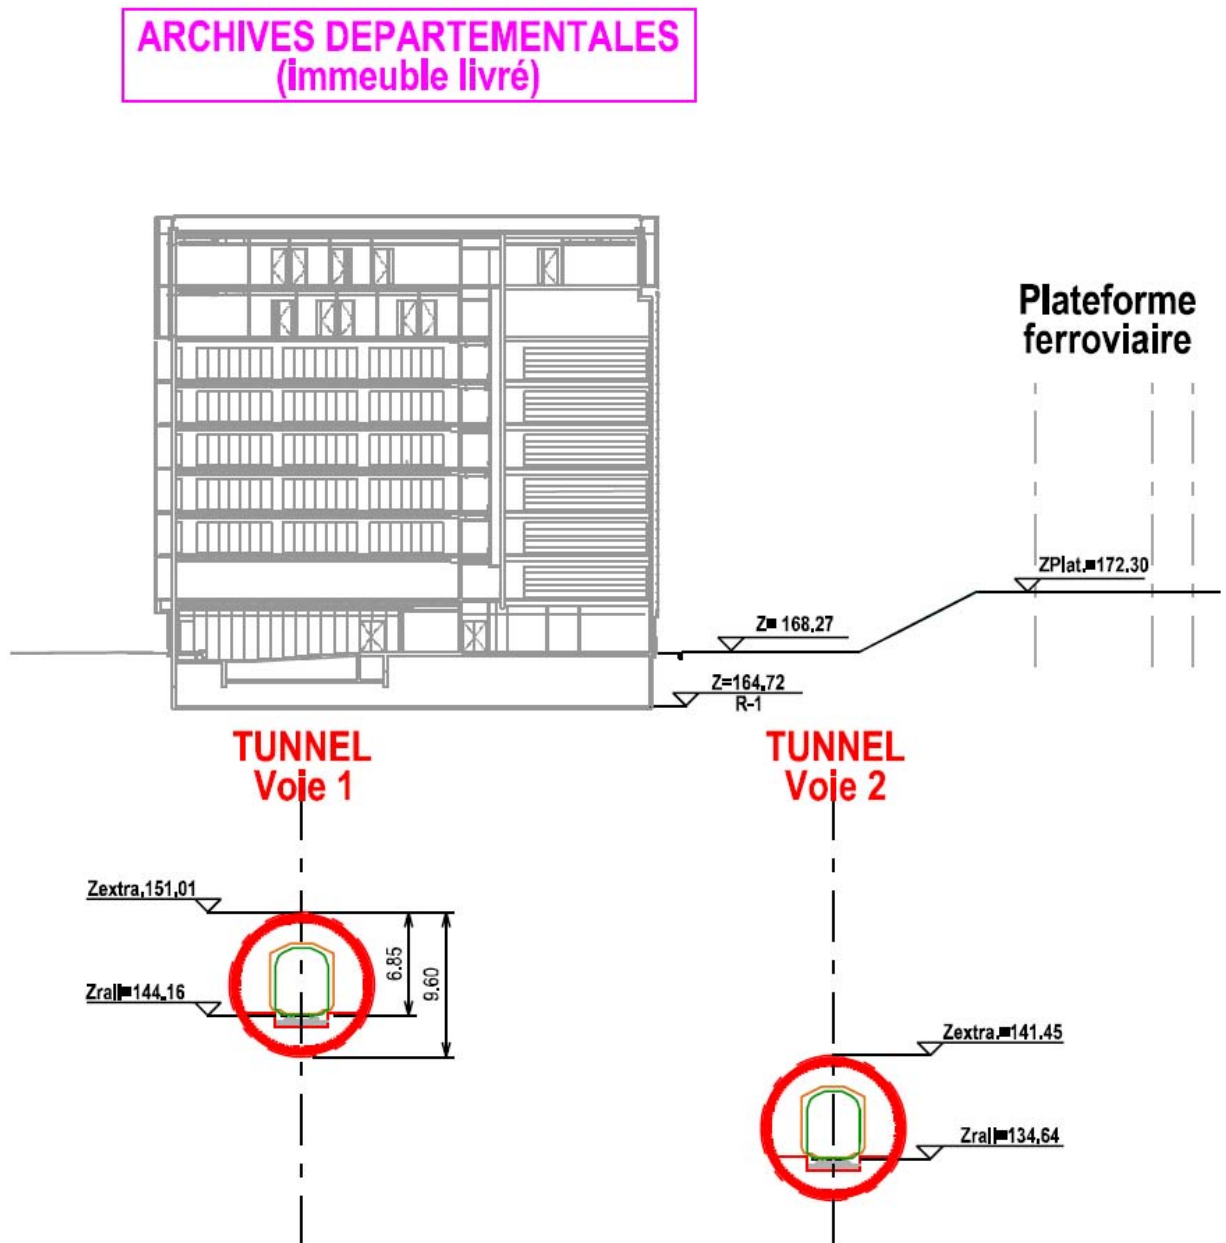 ARCHIVES DEPARTEMENTALES
(immeuble livré)
Plateforme
ferroviaire
ZPlat.=172.30
Z= 168,27
Z=164,72
R-1
TUNNEL
Voie 1
TUNNEL
Voie 2
Zextra,151,01
6.85
9.60
Zrail=144,16
Zextra.=141.45
Zrail=134,64